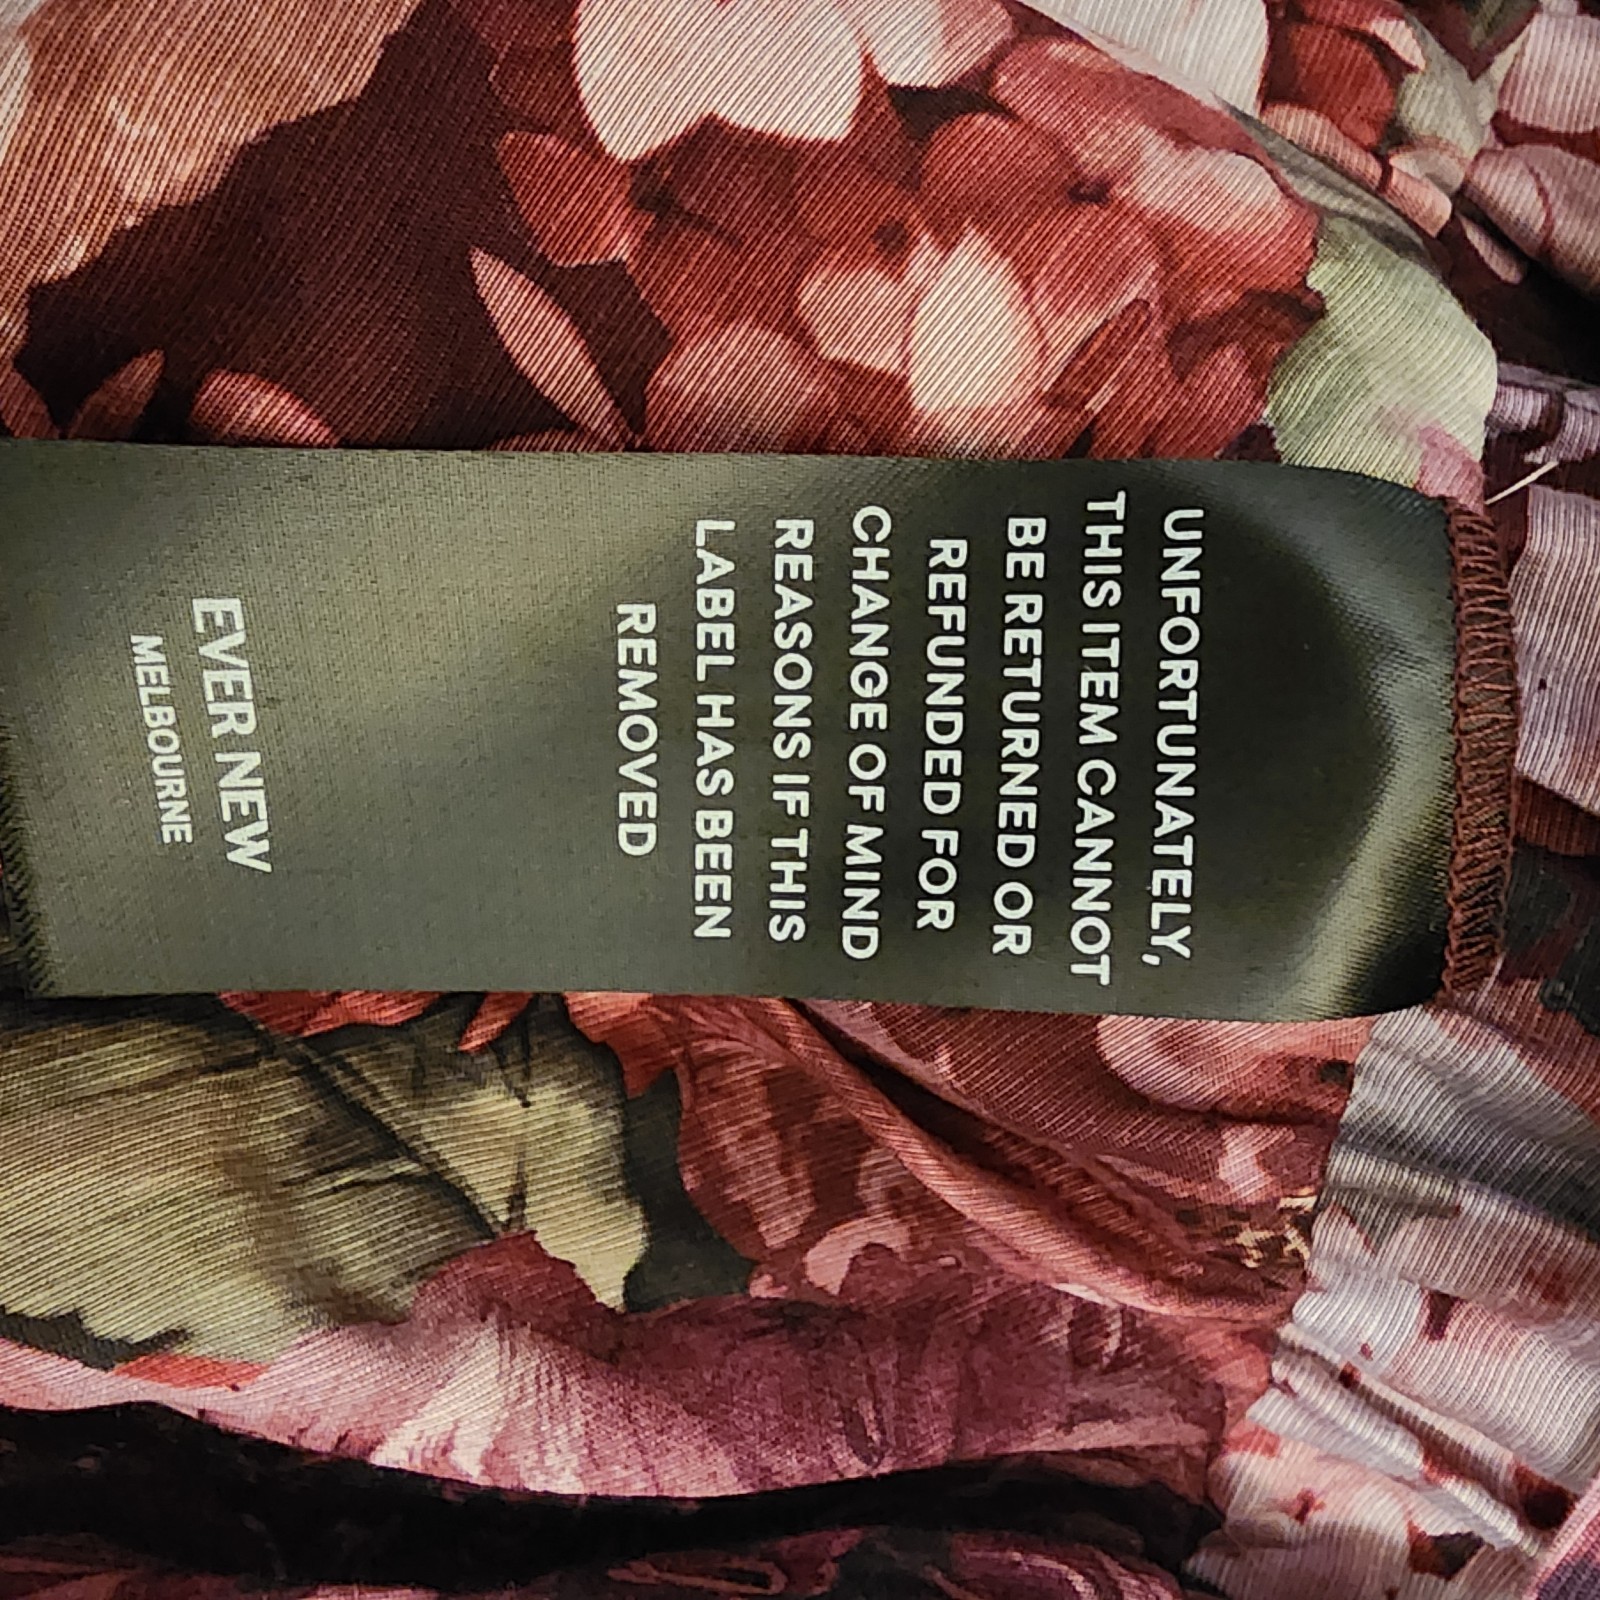 UNFORTUNATELY,
THIS ITEM CANNOT
BE RETURNED OR
REFUNDED FOR
CHANGE OF MIND
REASONS IF THIS
LABEL HAS BEEN
REMOVED
EVER NEW
MELBOURNE